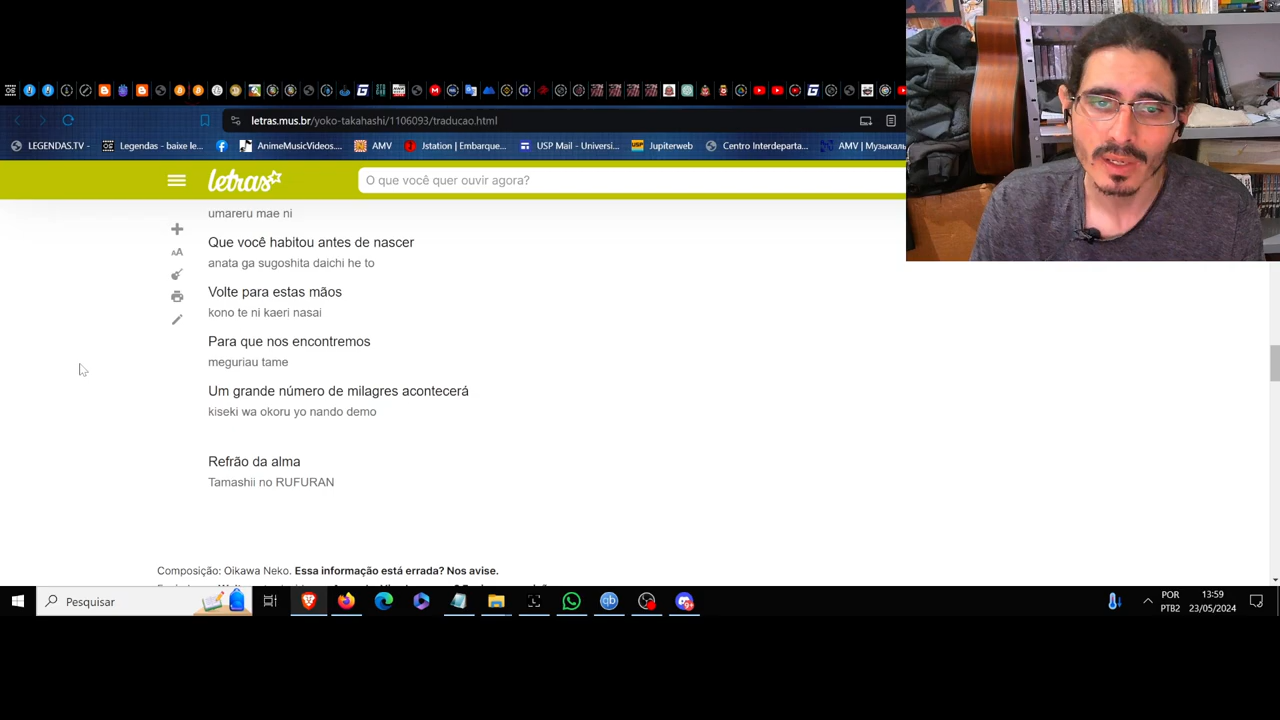 letras.mus.br/yoko-takahashi/1106093/traducao.html
LEGENDAS.TV -
Legendas - baixe le...
AnimeMusicVideos....
AMV
Jstation | Embarque...
USP Mail - Universi...
Jupiterweb
Centro Interdeparta...
AMV | Музыкаль
letras
O que você quer ouvir agora?
umareru mae ni
Que você habitou antes de nascer
anata ga sugoshita daichi he to
Volte para estas mãos
kono te ni kaeri nasai
Para que nos encontremos
meguriau tame
Um grande número de milagres acontecerá
kiseki wa okoru yo nando demo
Refrão da alma
Tamashii no RUFURAN
Composição: Oikawa Neko. Essa informação está errada? Nos avise.
Pesquisar
POR
PTB2
13:59
23/05/2024